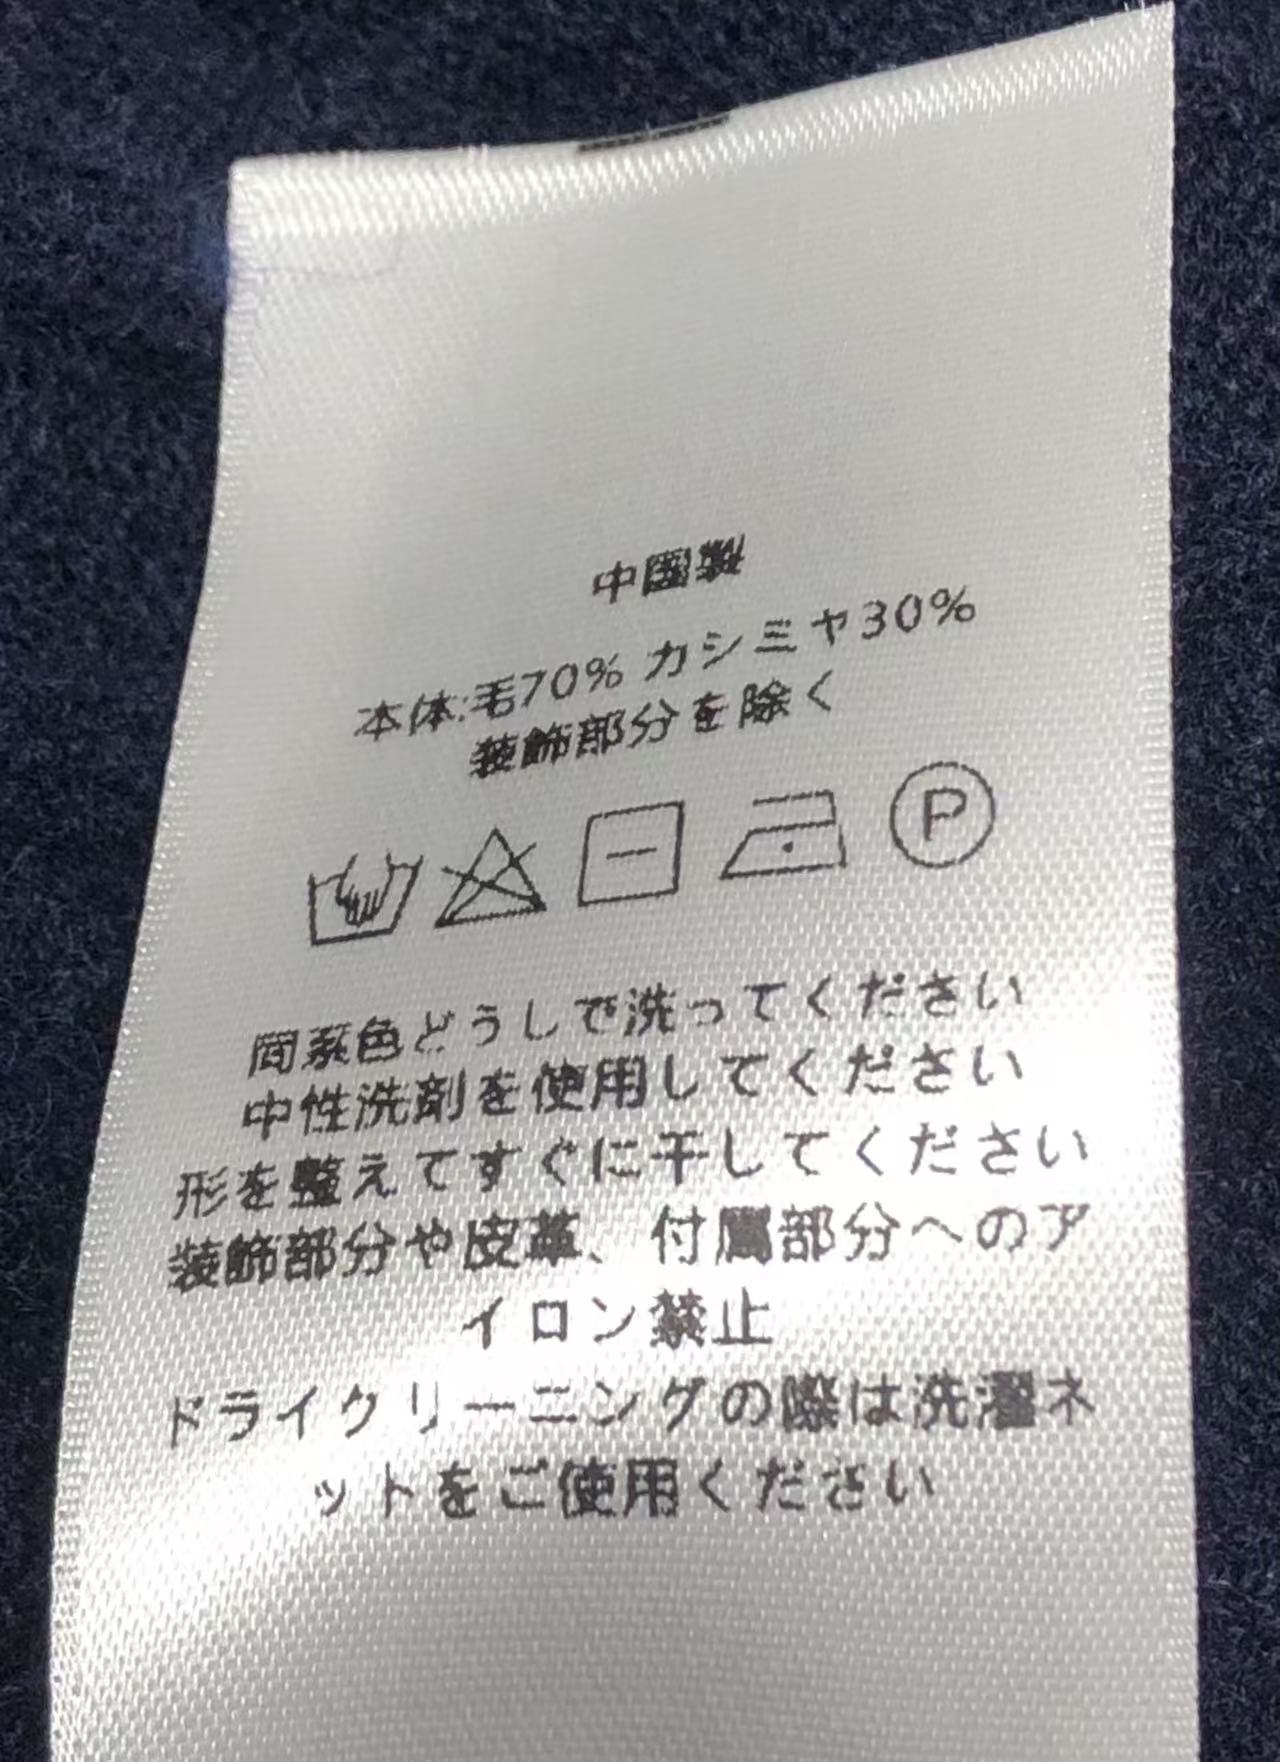 中国製
本体:毛70% カシミヤ30%
装飾部分を除く
P
同系色どうしで洗ってください
中性洗剤を使用してください
形を整えてすぐに干してください
装飾部分や皮革、付属部分へのア
イロン禁止
ドライクリーニングの際は洗濯ネ
ットをご使用ください